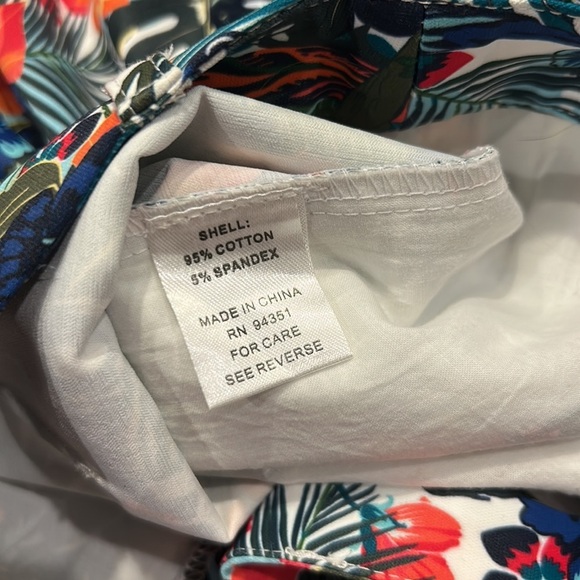 SHELL:
95% COTTON
5% SPANDEX
MADE IN CHINA
RN 94351
FOR CARE
SEE REVERSE